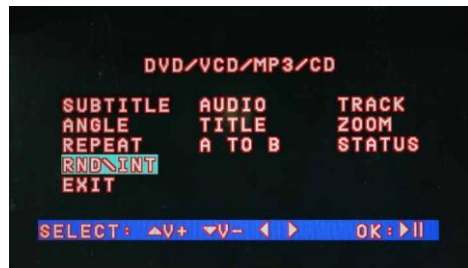 DVD/VCD/MP3/CD
SUBTITLE AUDIO TRACK
ANGLE TITLE ZOOM
REPEAT A TO B STATUS
RND\INT
EXIT
SELECT: ▲V+ ▼V- ◀ ▶ OK:▶II